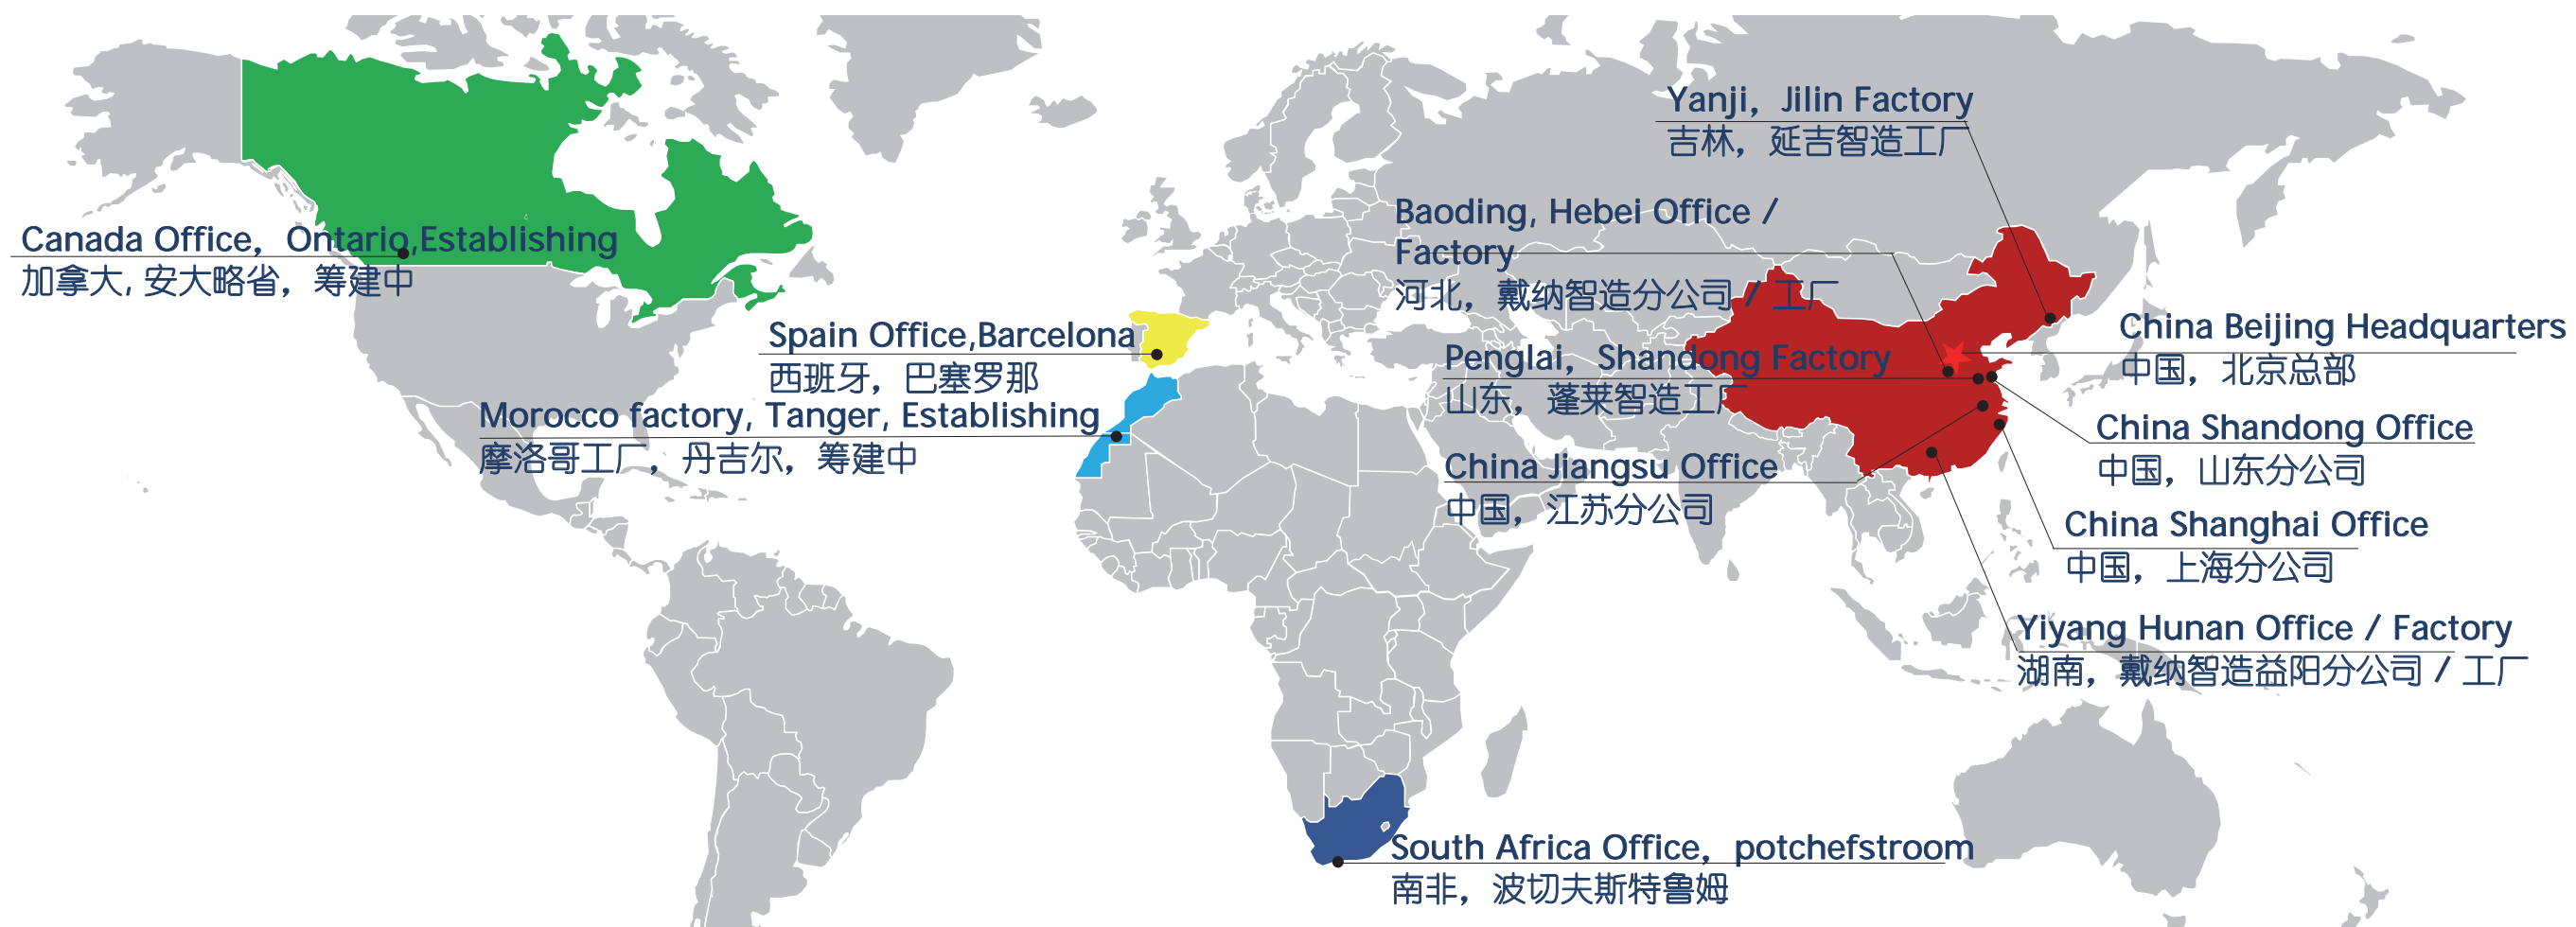 Yanji，Jilin Factory
吉林，延吉智造工厂
Baoding, Hebei Office /
Factory
河北，戴纳智造分公司 / 工厂
Canada Office，Ontario,Establishing
加拿大, 安大略省，筹建中
Spain Office,Barcelona
西班牙，巴塞罗那
Morocco factory, Tanger, Establishing
摩洛哥工厂，丹吉尔，筹建中
Penglai，Shandong Factory
山东，蓬莱智造工厂
China Jiangsu Office
中国，江苏分公司
China Beijing Headquarters
中国，北京总部
China Shandong Office
中国，山东分公司
China Shanghai Office
中国，上海分公司
Yiyang Hunan Office / Factory
湖南，戴纳智造益阳分公司 / 工厂
South Africa Office，potchefstroom
南非，波切夫斯特鲁姆